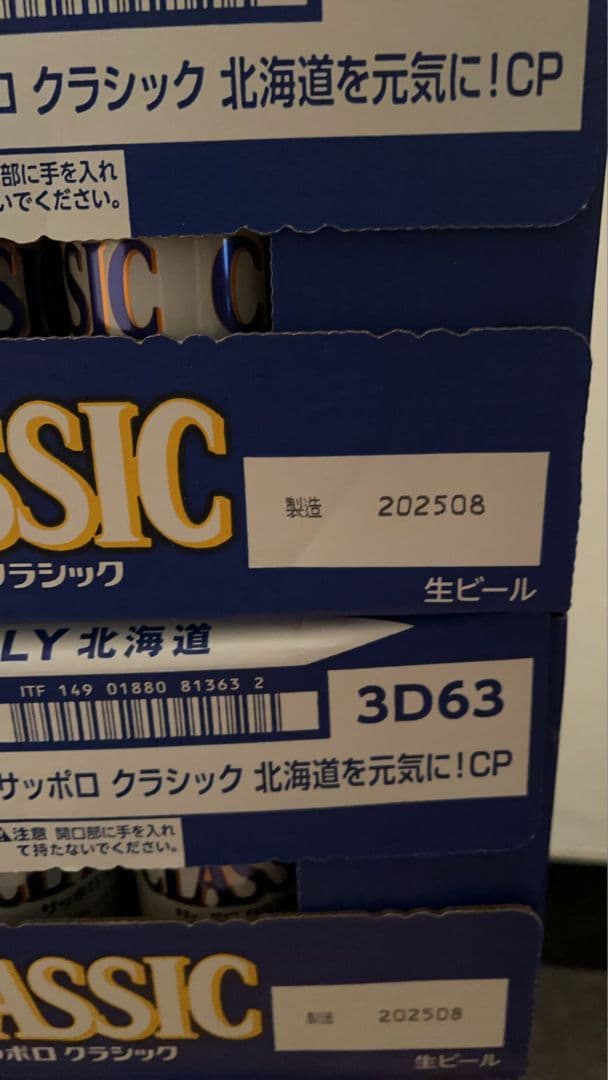 クラシック 北海道を元気に!CP
部に手を入れ
いでください。
SIC C
SSIC
製造 202508
ラシック
生ビール
LY 北海道
ITF 149 01880 81363 2
3D63
サッポロ クラシック 北海道を元気に!CP
注意 開口部に手を入れ
て持たないでください。
CLASS
ASSIC
製造 202508
ポロ クラシック
生ビール